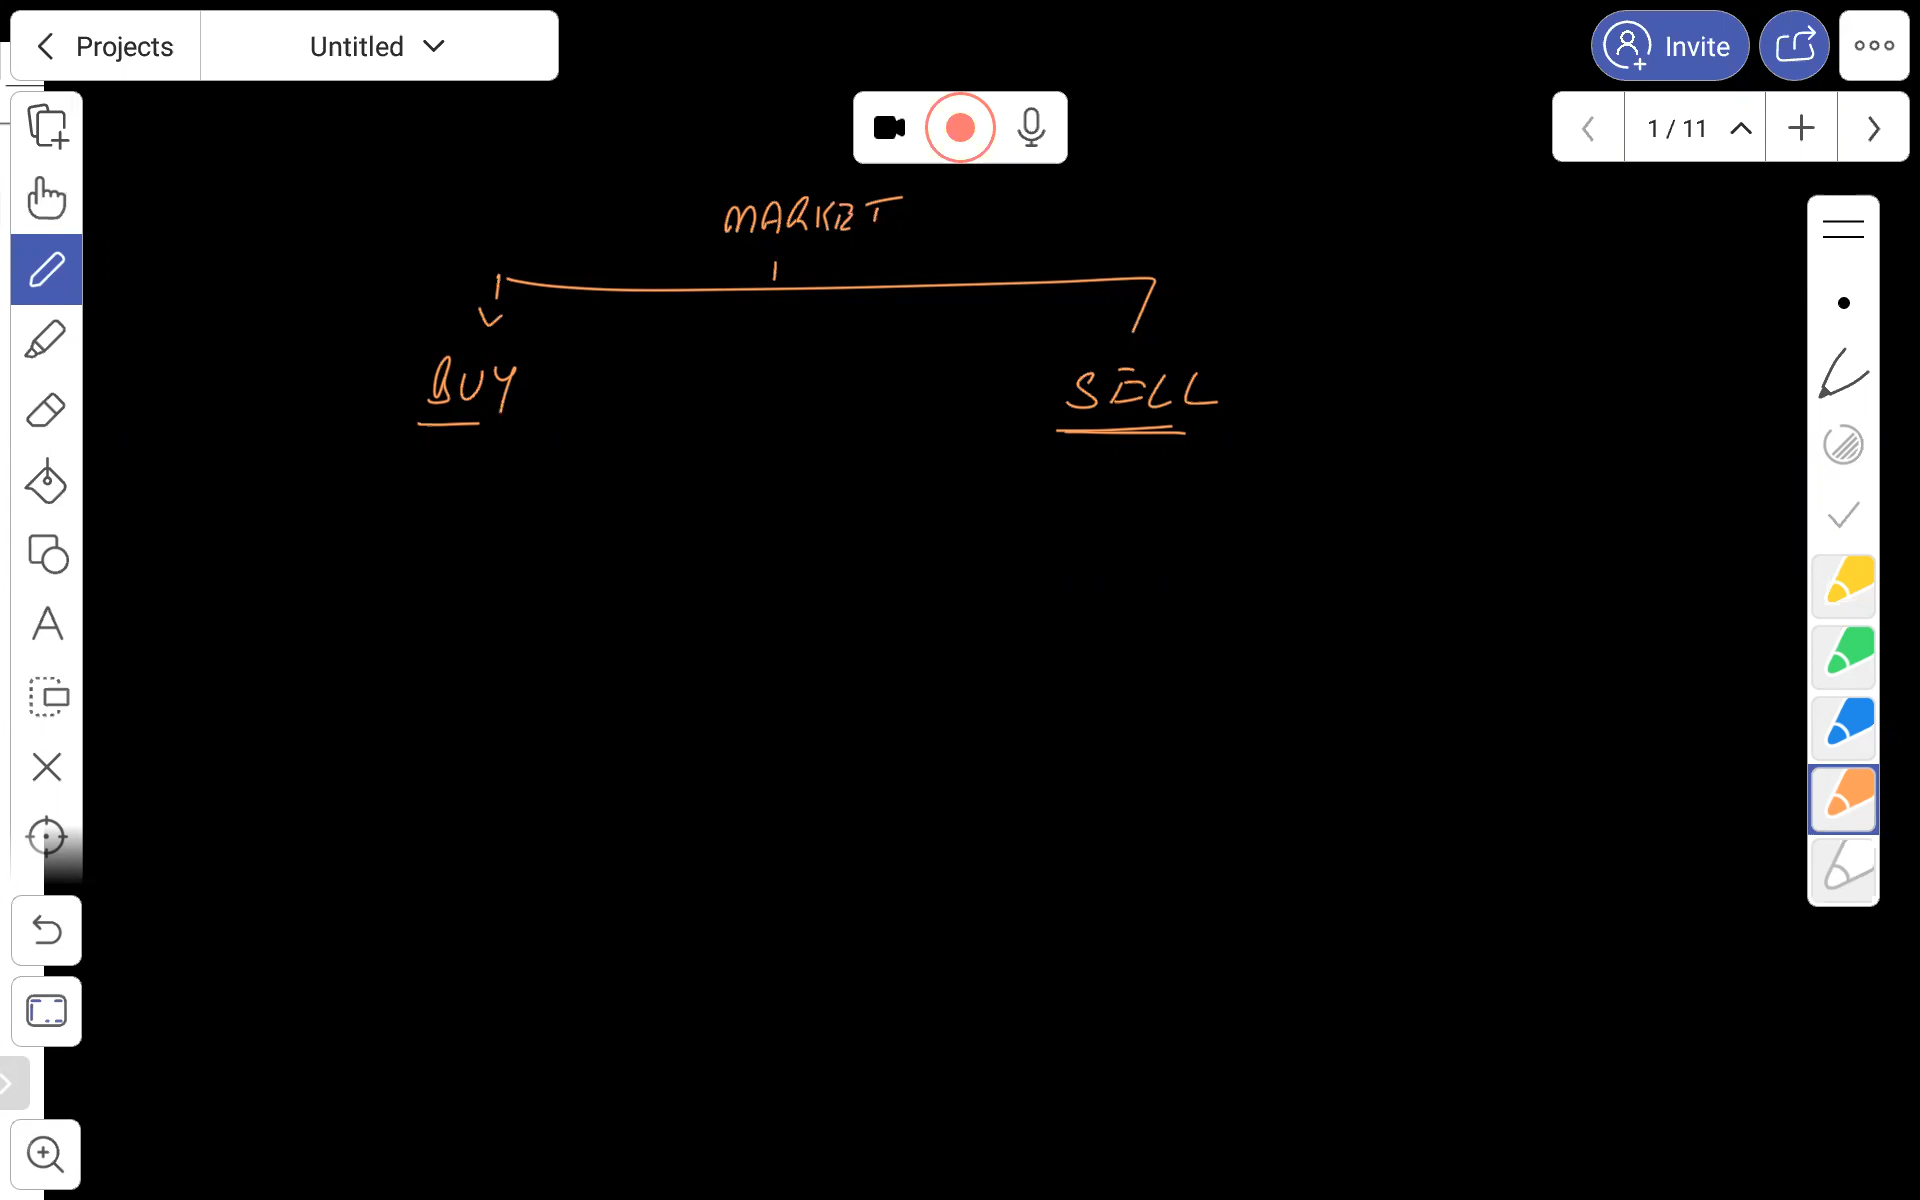 Projects
Untitled
Invite
1 / 11
MARKET
BUY
SELL
A